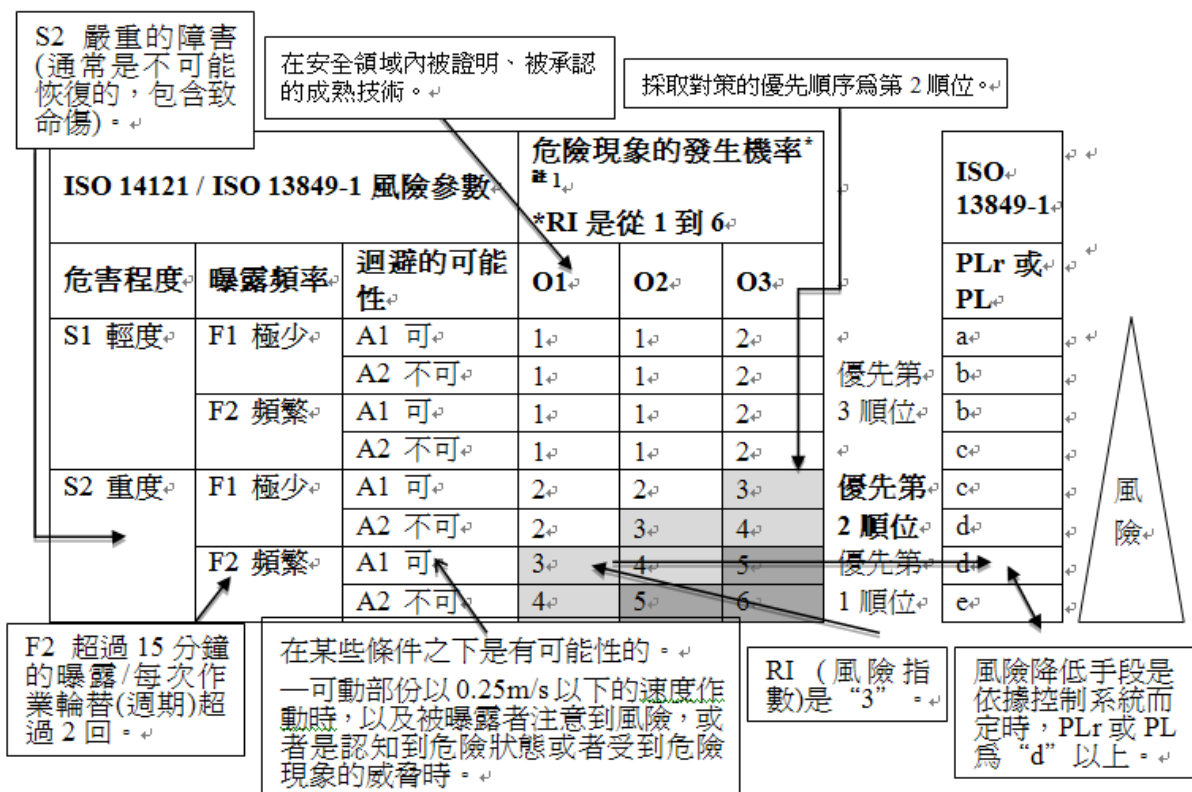 S2 嚴重的障害
(通常是不可能
恢復的，包含致
命傷)。
在安全領域內被證明、被承認
的成熟技術。
採取對策的優先順序爲第 2 順位。
ISO 14121 / ISO 13849-1 風險參數
危險現象的發生機率*
註 1
*RI 是從 1 到 6
ISO
13849-1
危害程度 曝露頻率 迴避的可能
性
O1 O2 O3
PLr 或
PL
S1 輕度 F1 極少 A1 可 1 1 2 a
A2 不可 1 1 2 優先第 b
F2 頻繁 A1 可 1 1 2 3 順位 b
A2 不可 1 1 2 c
S2 重度 F1 極少 A1 可 2 2 3 優先第 c
A2 不可 2 3 4 2 順位 d
F2 頻繁 A1 可 3 4 5 優先第 d
A2 不可 4 5 6 1 順位 e
風
險
F2 超過 15 分鐘
的曝露/每次作
業輪替(週期)超
過 2 回。
在某些條件之下是有可能性的。
—可動部份以 0.25m/s 以下的速度作
動時，以及被曝露者注意到風險，或
者是認知到危險狀態或者受到危險
現象的威脅時。
RI （風險指
數)是“3”。
風險降低手段是
依據控制系統而
定時，PLr 或 PL
爲“d”以上。